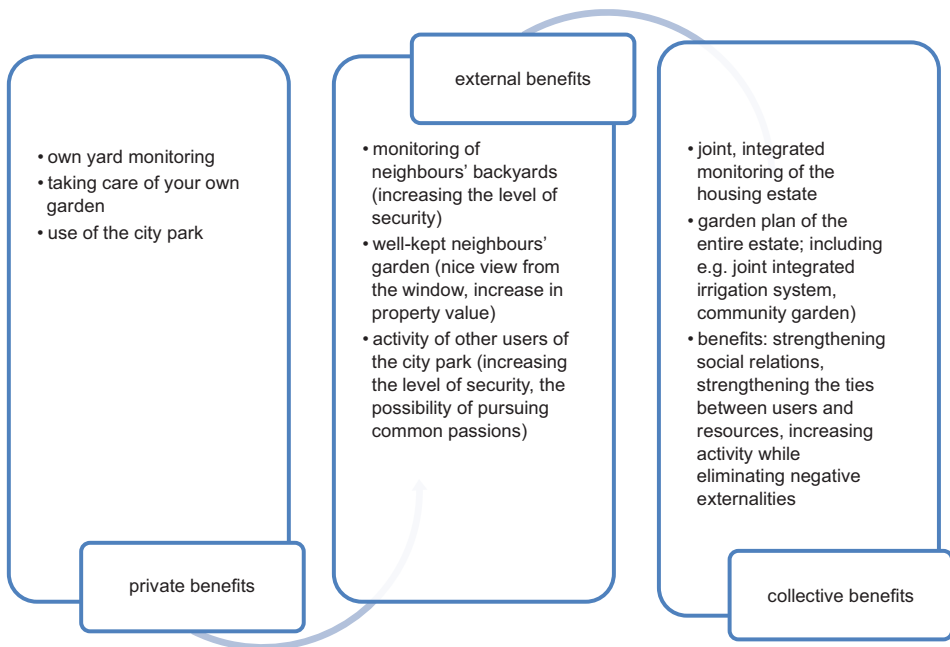 • own yard monitoring
• taking care of your own
garden
• use of the city park
private benefits
external benefits
• monitoring of
neighbours’ backyards
(increasing the level of
security)
• well-kept neighbours’
garden (nice view from
the window, increase in
property value)
• activity of other users of
the city park (increasing
the level of security, the
possibility of pursuing
common passions)
• joint, integrated
monitoring of the
housing estate
• garden plan of the
entire estate; including
e.g. joint integrated
irrigation system,
community garden)
• benefits: strengthening
social relations,
strengthening the ties
between users and
resources, increasing
activity while
eliminating negative
externalities
collective benefits